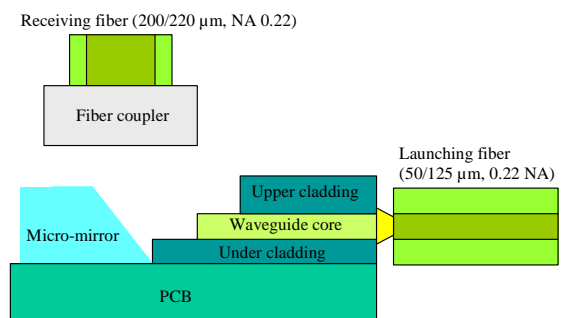 Receiving fiber (200/220 µm, NA 0.22)
Fiber coupler
Launching fiber
(50/125 µm, 0.22 NA)
Upper cladding
Waveguide core
Micro-mirror
Under cladding
PCB